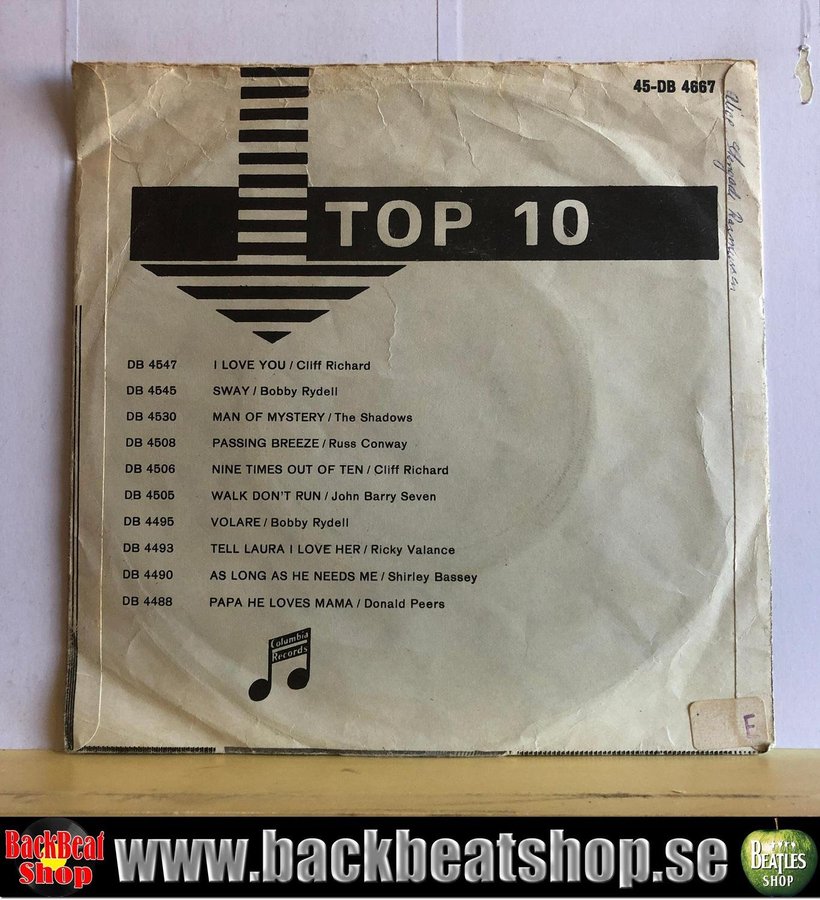 45-DB 4667
TOP 10
DB 4547 I LOVE YOU / Cliff Richard
DB 4545 SWAY / Bobby Rydell
DB 4530 MAN OF MYSTERY / The Shadows
DB 4508 PASSING BREEZE / Russ Conway
DB 4506 NINE TIMES OUT OF TEN / Cliff Richard
DB 4505 WALK DON'T RUN / John Barry Seven
DB 4495 VOLARE / Bobby Rydell
DB 4493 TELL LAURA I LOVE HER / Ricky Valance
DB 4490 AS LONG AS HE NEEDS ME / Shirley Bassey
DB 4488 PAPA HE LOVES MAMA / Donald Peers
Columbia
Records
Rasmussen
E
BackBeat
Shop
www.backbeatshop.se
BEATLES
SHOP